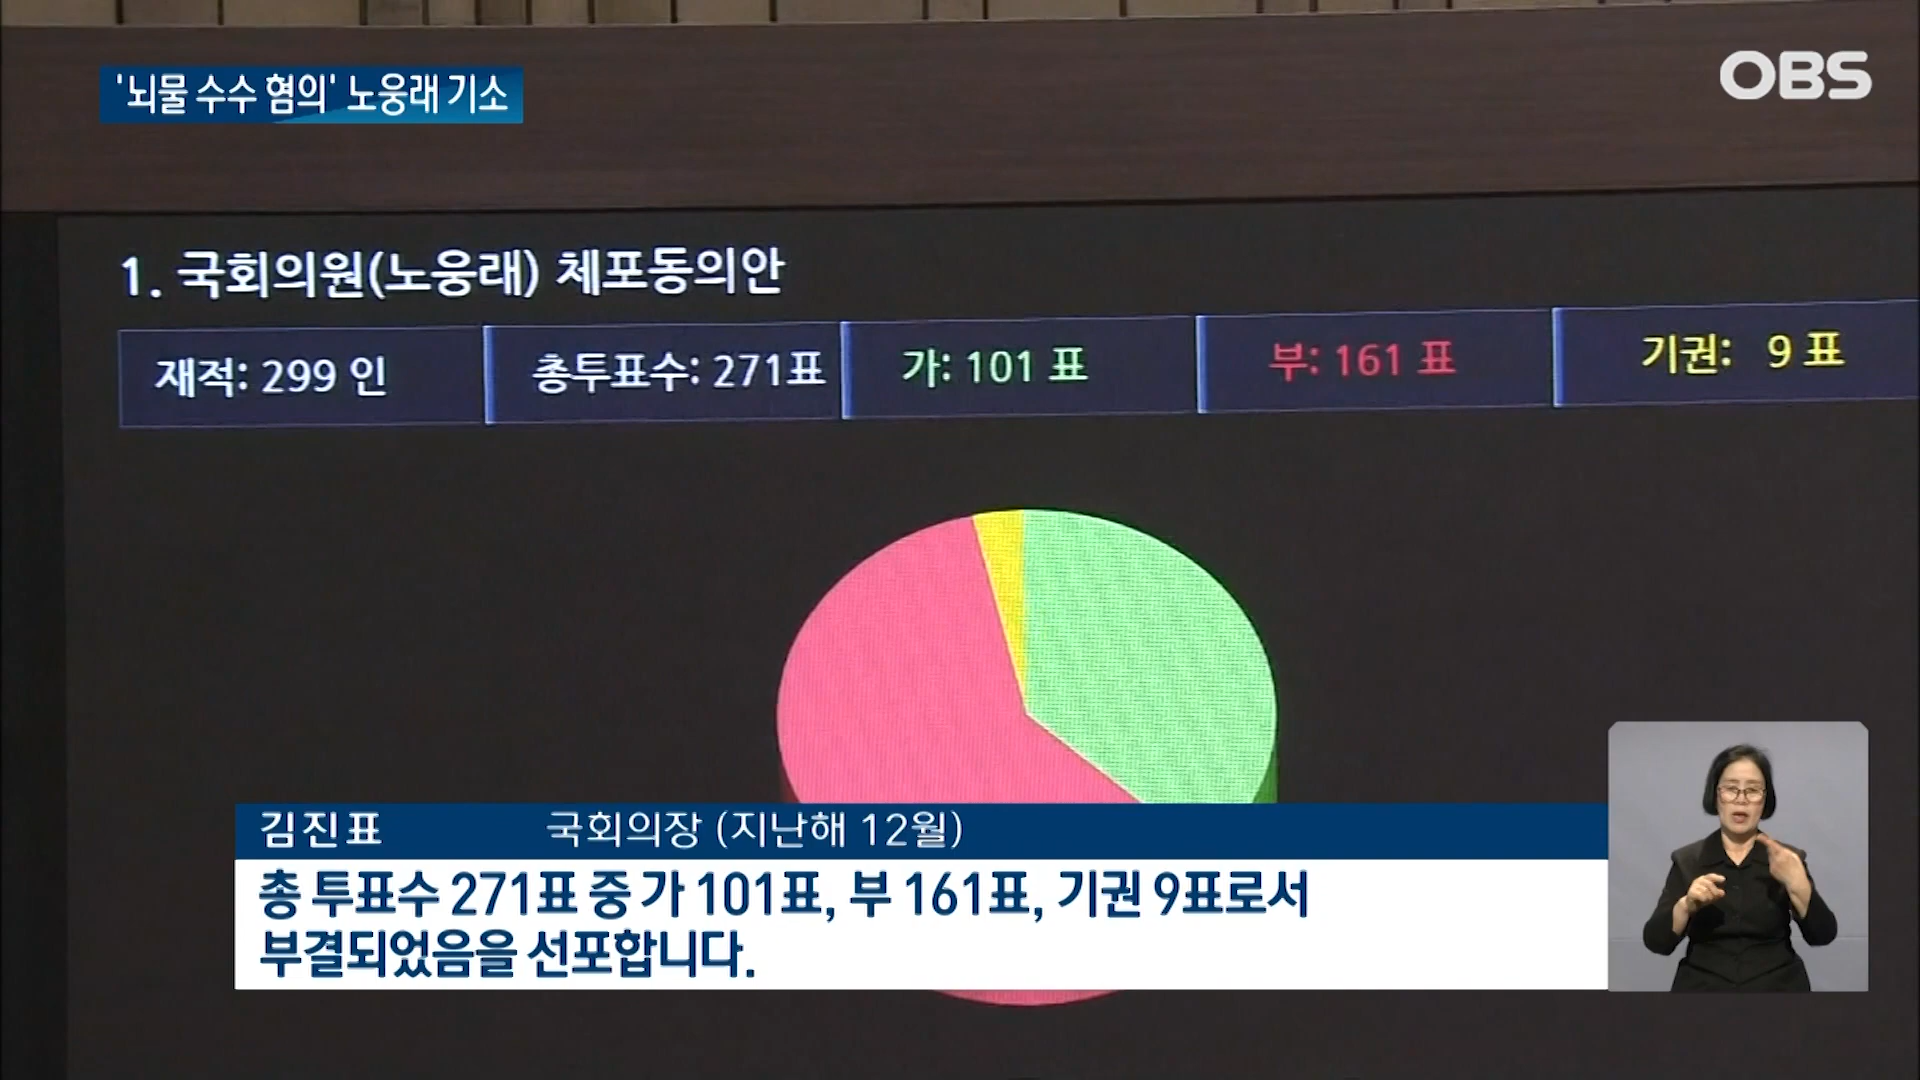 '뇌물 수수 혐의' 노웅래 기소
OBS
1. 국회의원(노웅래) 체포동의안
재적: 299 인
총투표수: 271표
가: 101 표
부: 161 표
기권: 9 표
김진표 국회의장 (지난해 12월)
총 투표수 271표 중 가 101표, 부 161표, 기권 9표로서
부결되었음을 선포합니다.